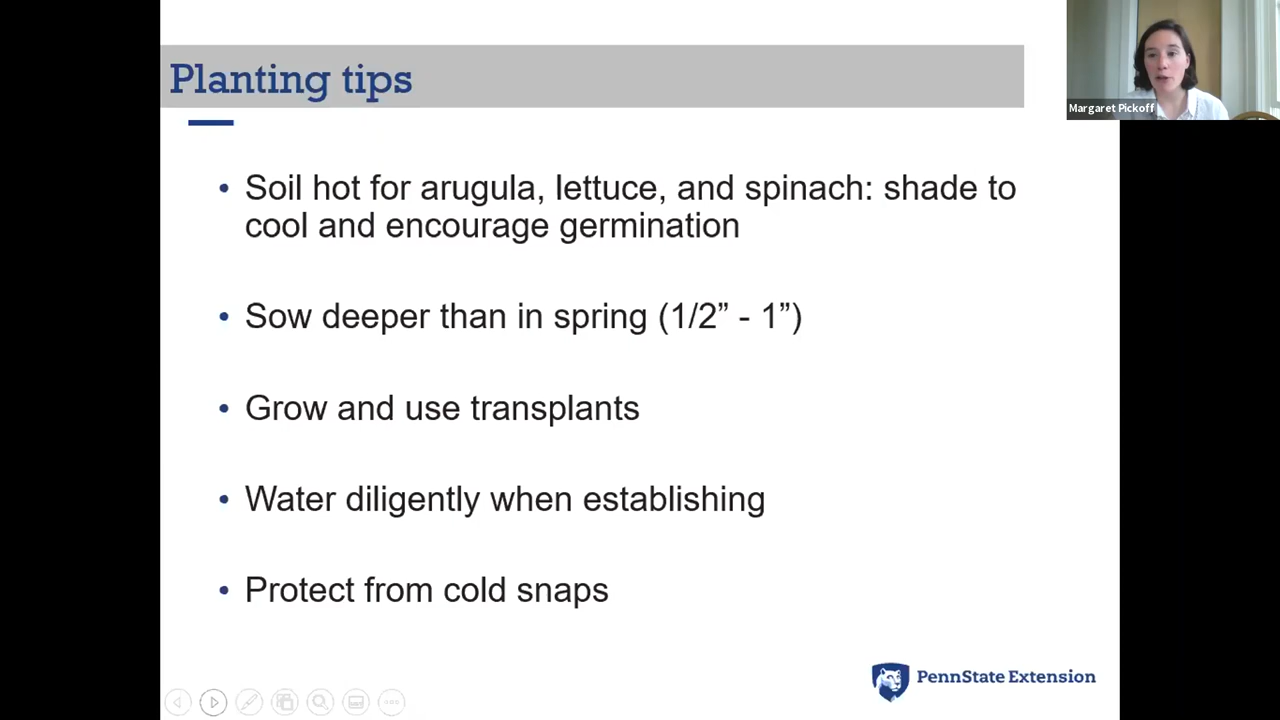 Planting tips
Margaret Pickoff
• Soil hot for arugula, lettuce, and spinach: shade to
cool and encourage germination
• Sow deeper than in spring (1/2” - 1”)
• Grow and use transplants
• Water diligently when establishing
• Protect from cold snaps
PennState Extension